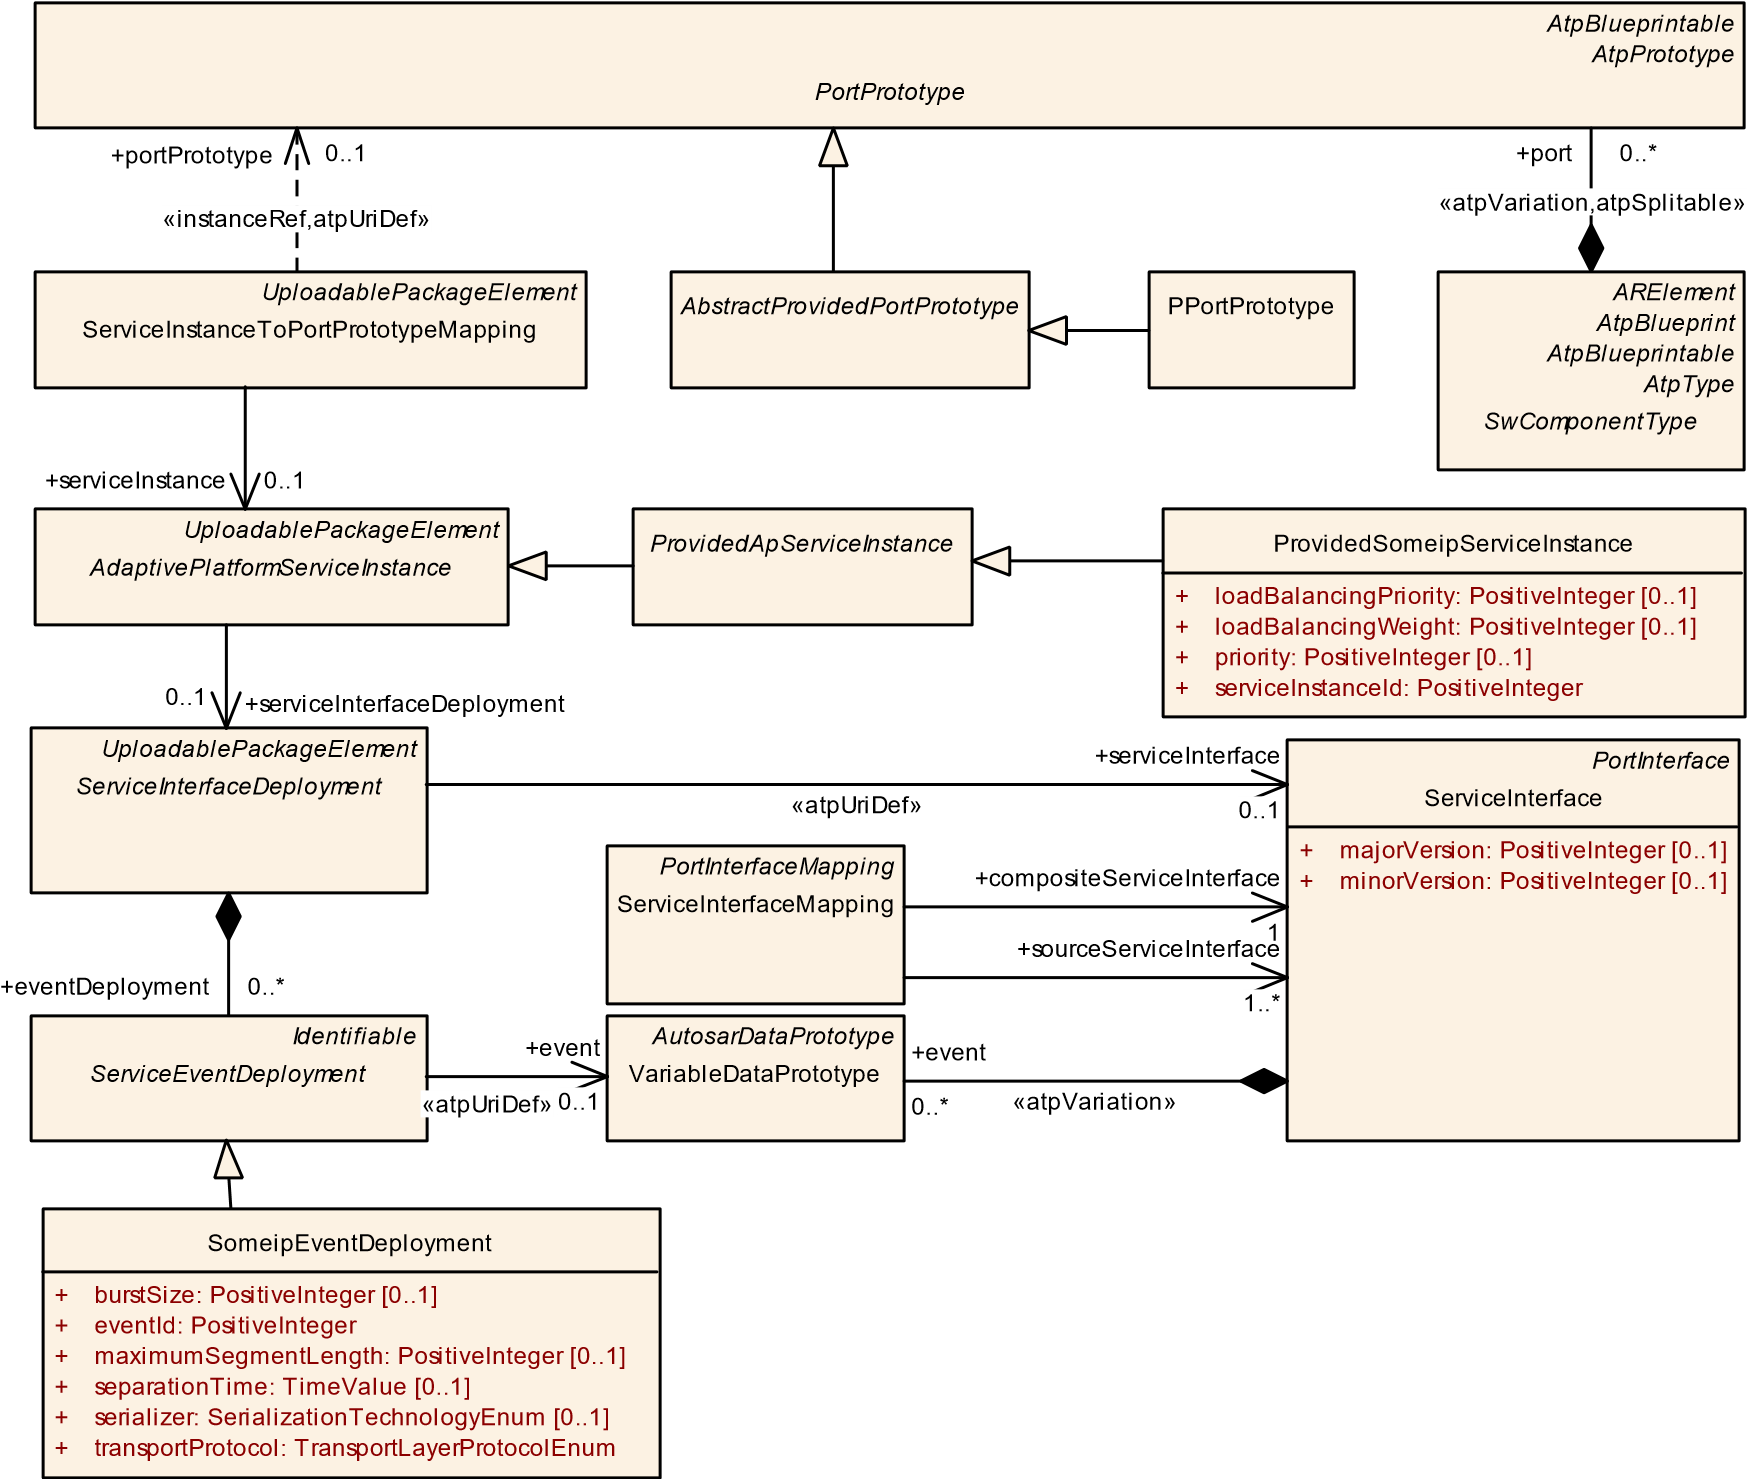 AtpBlueprintable
AtpPrototype
PortPrototype
+portPrototype
0..1
«instanceRef,atpUriDef»
+port
0..*
«atpVariation,atpSplitable»
UploadablePackageElement
ServiceInstanceToPortPrototypeMapping
AbstractProvidedPortPrototype
PPortPrototype
ARElement
AtpBlueprint
AtpBlueprintable
AtpType
SwComponentType
+serviceInstance
0..1
UploadablePackageElement
AdaptivePlatformServiceInstance
ProvidedApServiceInstance
ProvidedSomeipServiceInstance
+ loadBalancingPriority: PositiveInteger [0..1]
+ loadBalancingWeight: PositiveInteger [0..1]
+ priority: PositiveInteger [0..1]
+ serviceInstanceId: PositiveInteger
0..1
+serviceInterfaceDeployment
UploadablePackageElement
ServiceInterfaceDeployment
+serviceInterface
«atpUriDef»
0..1
PortInterface
ServiceInterface
+ majorVersion: PositiveInteger [0..1]
+ minorVersion: PositiveInteger [0..1]
PortInterfaceMapping
ServiceInterfaceMapping
+compositeServiceInterface
1
+sourceServiceInterface
1..*
+eventDeployment
0..*
Identifiable
ServiceEventDeployment
+event
«atpUriDef»
0..1
AutosarDataPrototype
VariableDataPrototype
+event
0..*
«atpVariation»
SomeipEventDeployment
+ burstSize: PositiveInteger [0..1]
+ eventId: PositiveInteger
+ maximumSegmentLength: PositiveInteger [0..1]
+ separationTime: TimeValue [0..1]
+ serializer: SerializationTechnologyEnum [0..1]
+ transportProtocol: TransportLayerProtocolEnum